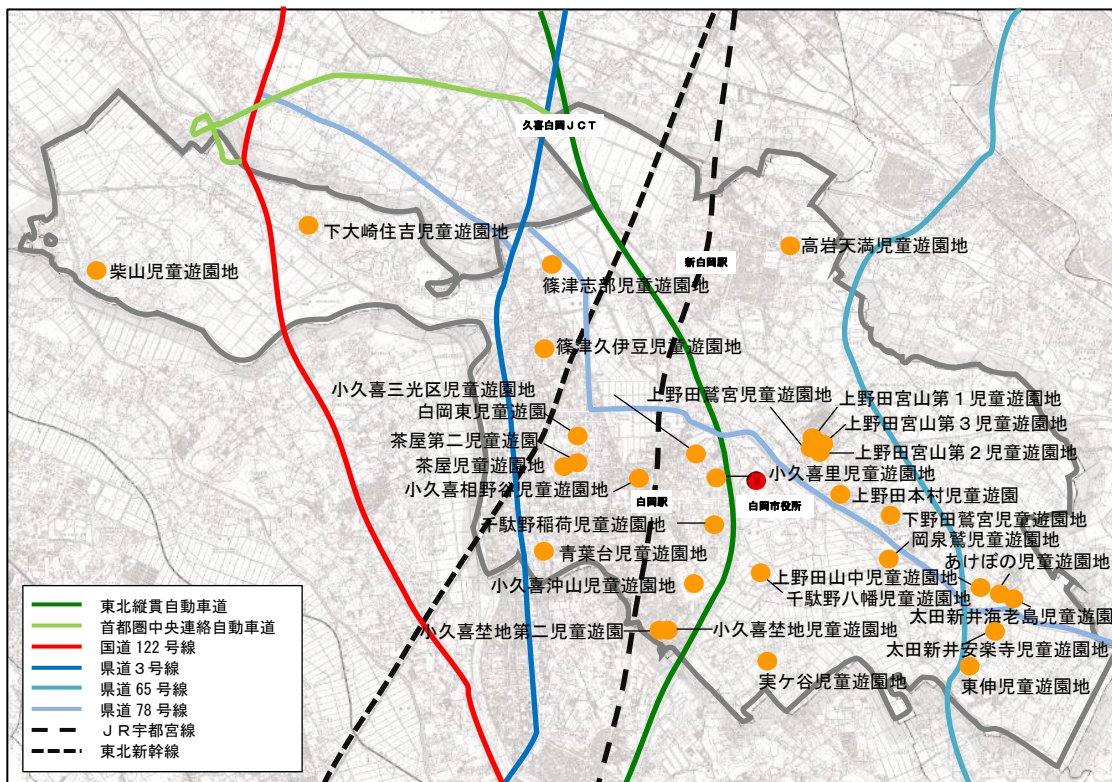 久喜白岡ＪＣＴ
下大崎住吉児童遊園地
高岩天満児童遊園地
新白岡駅
柴山児童遊園地
篠津志部児童遊園地
篠津久伊豆児童遊園地
小久喜三光区児童遊園地
上野田鷲宮児童遊園地
上野田宮山第１児童遊園地
白岡東児童遊園
上野田宮山第３児童遊園地
茶屋第二児童遊園
上野田宮山第２児童遊園地
茶屋児童遊園地
小久喜里児童遊園地
小久喜相野谷児童遊園地
上野田本村児童遊園
白岡駅
白岡市役所
千駄野稲荷児童遊園地
下野田鷲宮児童遊園地
岡泉鷲児童遊園地
青葉台児童遊園地
あけぼの児童遊園地
小久喜沖山児童遊園地
上野田山中児童遊園地
千駄野八幡児童遊園地
太田新井海老島児童遊園
小久喜埜地第二児童遊園
小久喜埜地児童遊園地
太田新井安楽寺児童遊園地
実ケ谷児童遊園地
東伸児童遊園地
東北縦貫自動車道
首都圏中央連絡自動車道
国道 122 号線
県道３号線
県道 65 号線
県道 78 号線
ＪＲ宇都宮線
東北新幹線